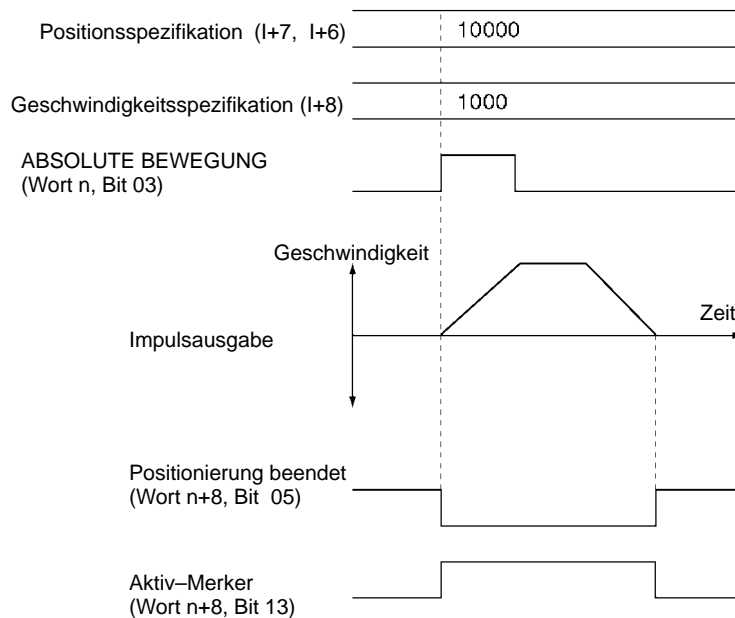 Positionsspezifikation (I+7, I+6)
10000
Geschwindigkeitsspezifikation (I+8)
1000
ABSOLUTE BEWEGUNG
(Wort n, Bit 03)
Geschwindigkeit
Zeit
Impulsausgabe
Positionierung beendet
(Wort n+8, Bit 05)
Aktiv–Merker
(Wort n+8, Bit 13)